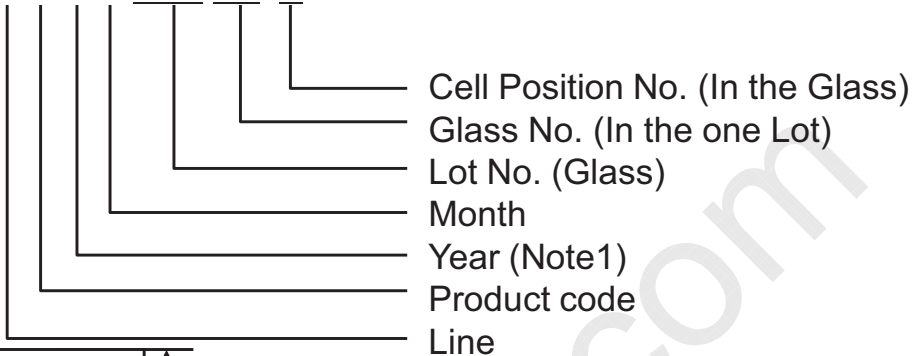 Cell Position No. (In the Glass)
Glass No. (In the one Lot)
Lot No. (Glass)
Month
Year (Note1)
Product code
Line
com